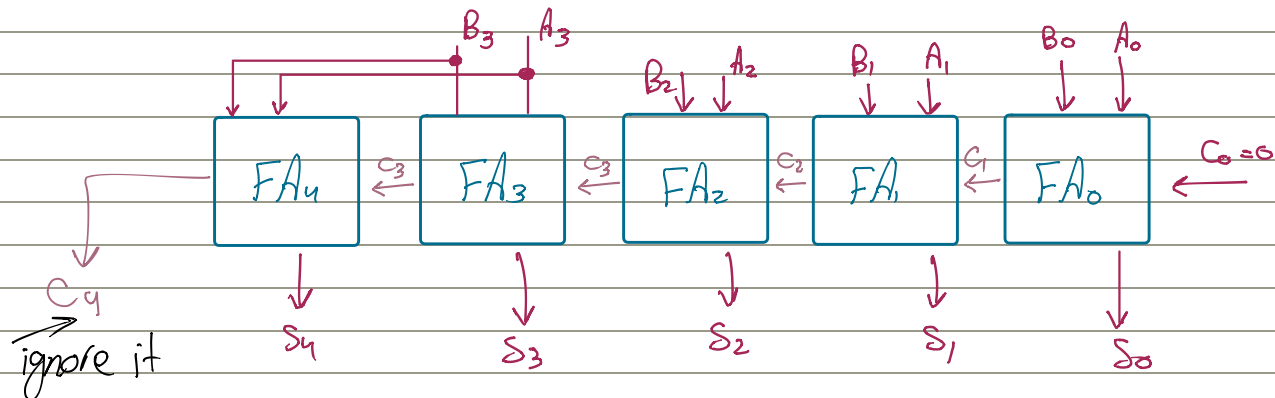 B3 A3
B2 A2
B1 A1
B0 A0
C0=0
FA4 C3 FA3 C3 FA2 C2 FA1 C1 FA0
C4
ignore it
S4 S3 S2 S1 S0